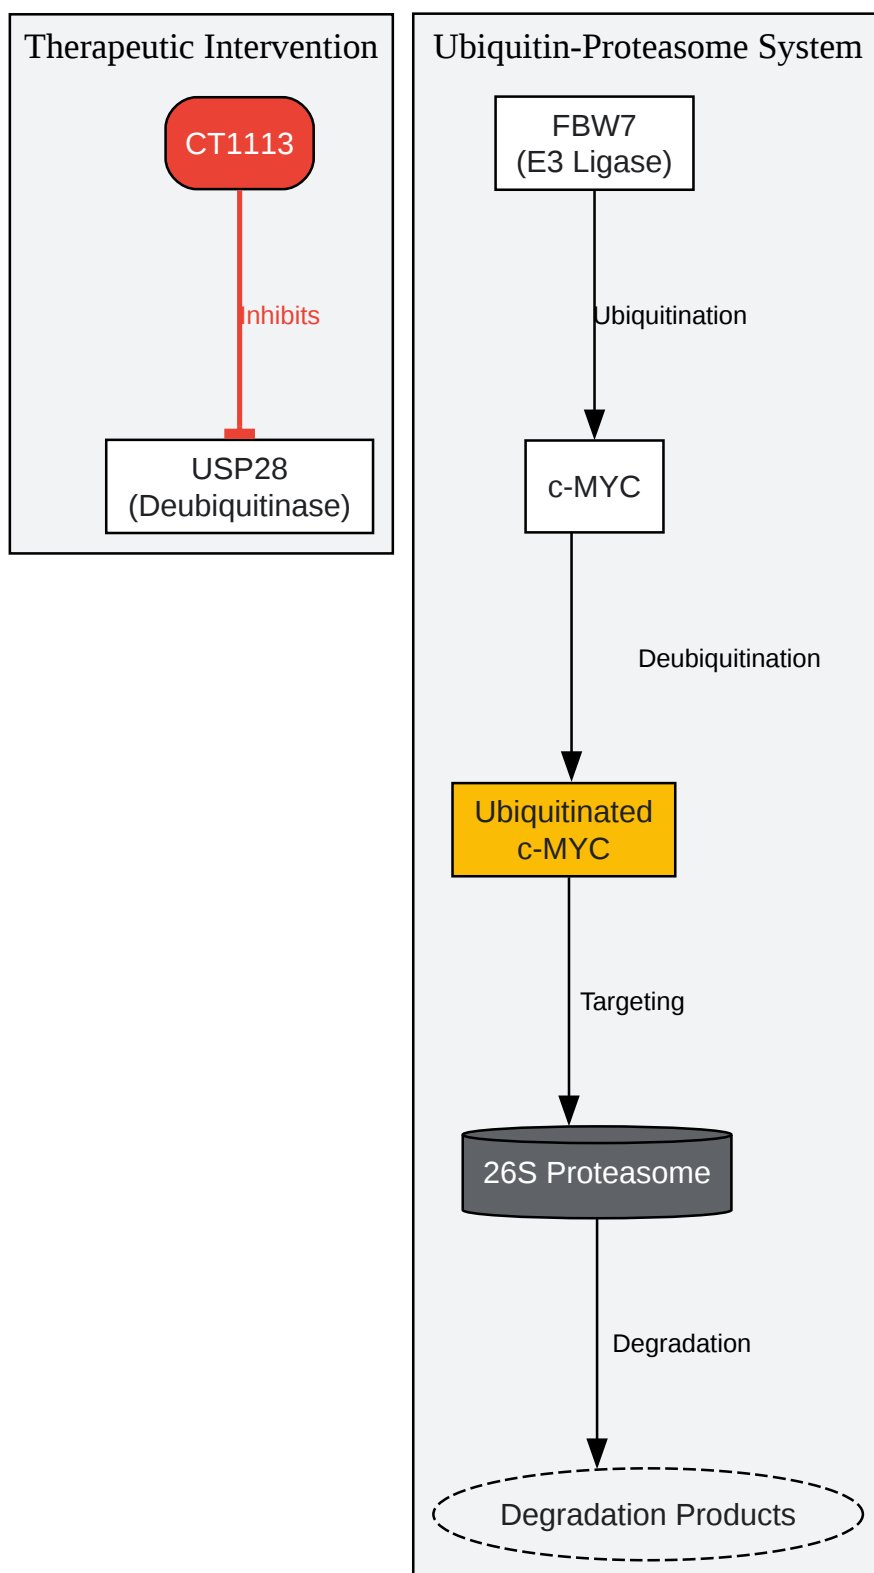 Therapeutic Intervention
CT1113
Inhibits
USP28
(Deubiquitinase)
Ubiquitin-Proteasome System
FBW7
(E3 Ligase)
Ubiquitination
c-MYC
Deubiquitination
Ubiquitinated
c-MYC
Targeting
26S Proteasome
Degradation
Degradation Products